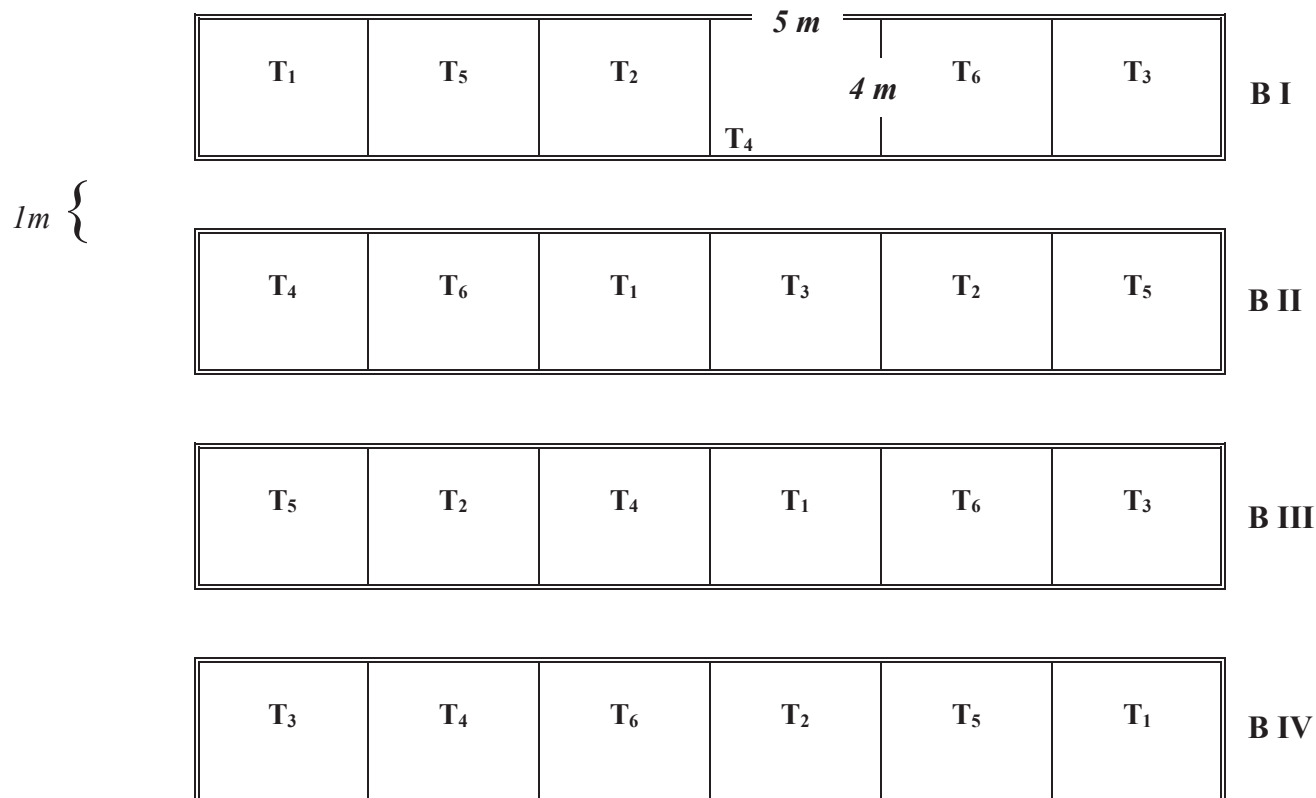 5 m
T₁ T₅ T₂ 4 m T₆ T₃ B I
T₄
1m {
T₄ T₆ T₁ T₃ T₂ T₅ B II
T₅ T₂ T₄ T₁ T₆ T₃ B III
T₃ T₄ T₆ T₂ T₅ T₁ B IV